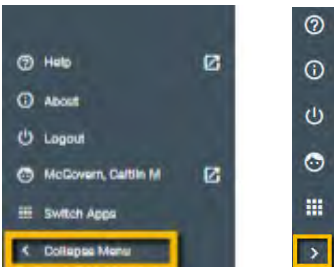 Help
About
Logout
McGovern, Caitlin M
Switch Apps
Collapse Menu